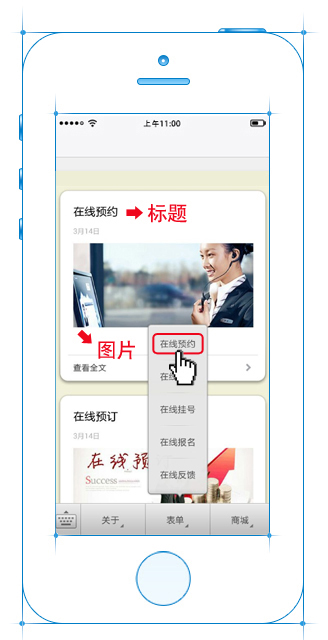 上午11:00
在线预约
标题
3月14日
图片
在线预约
查看全文
在线
在线挂号
在线预订
在线报名
3月14日
在线预
Success
在线反馈
关于
表单
商城